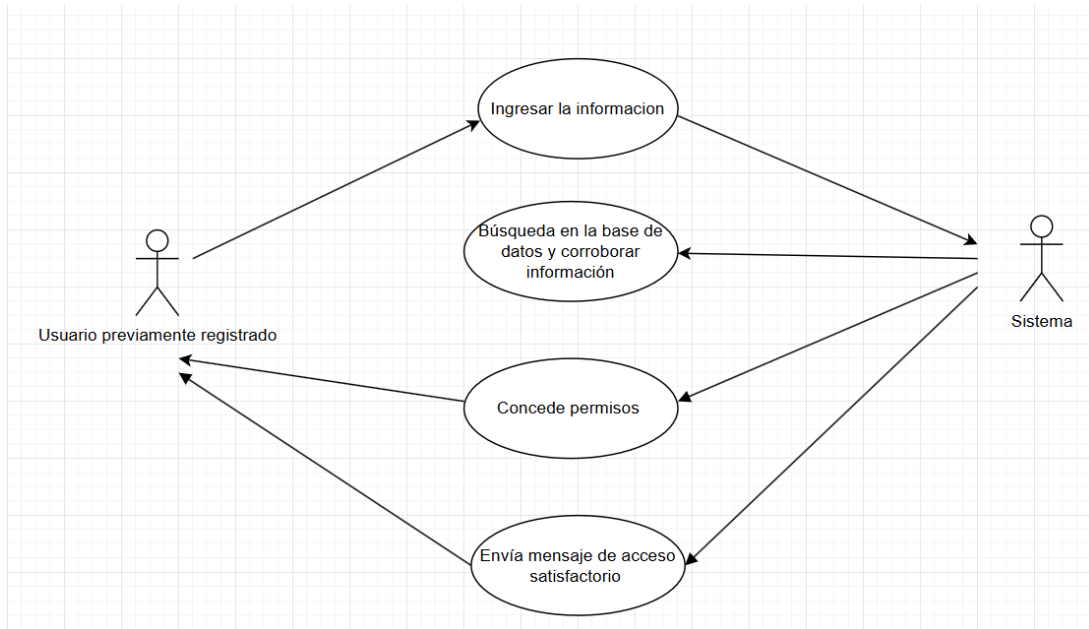 Ingresar la informacion
Búsqueda en la base de
datos y corroborar
información
Usuario previamente registrado
Sistema
Concede permisos
Envía mensaje de acceso
satisfactorio